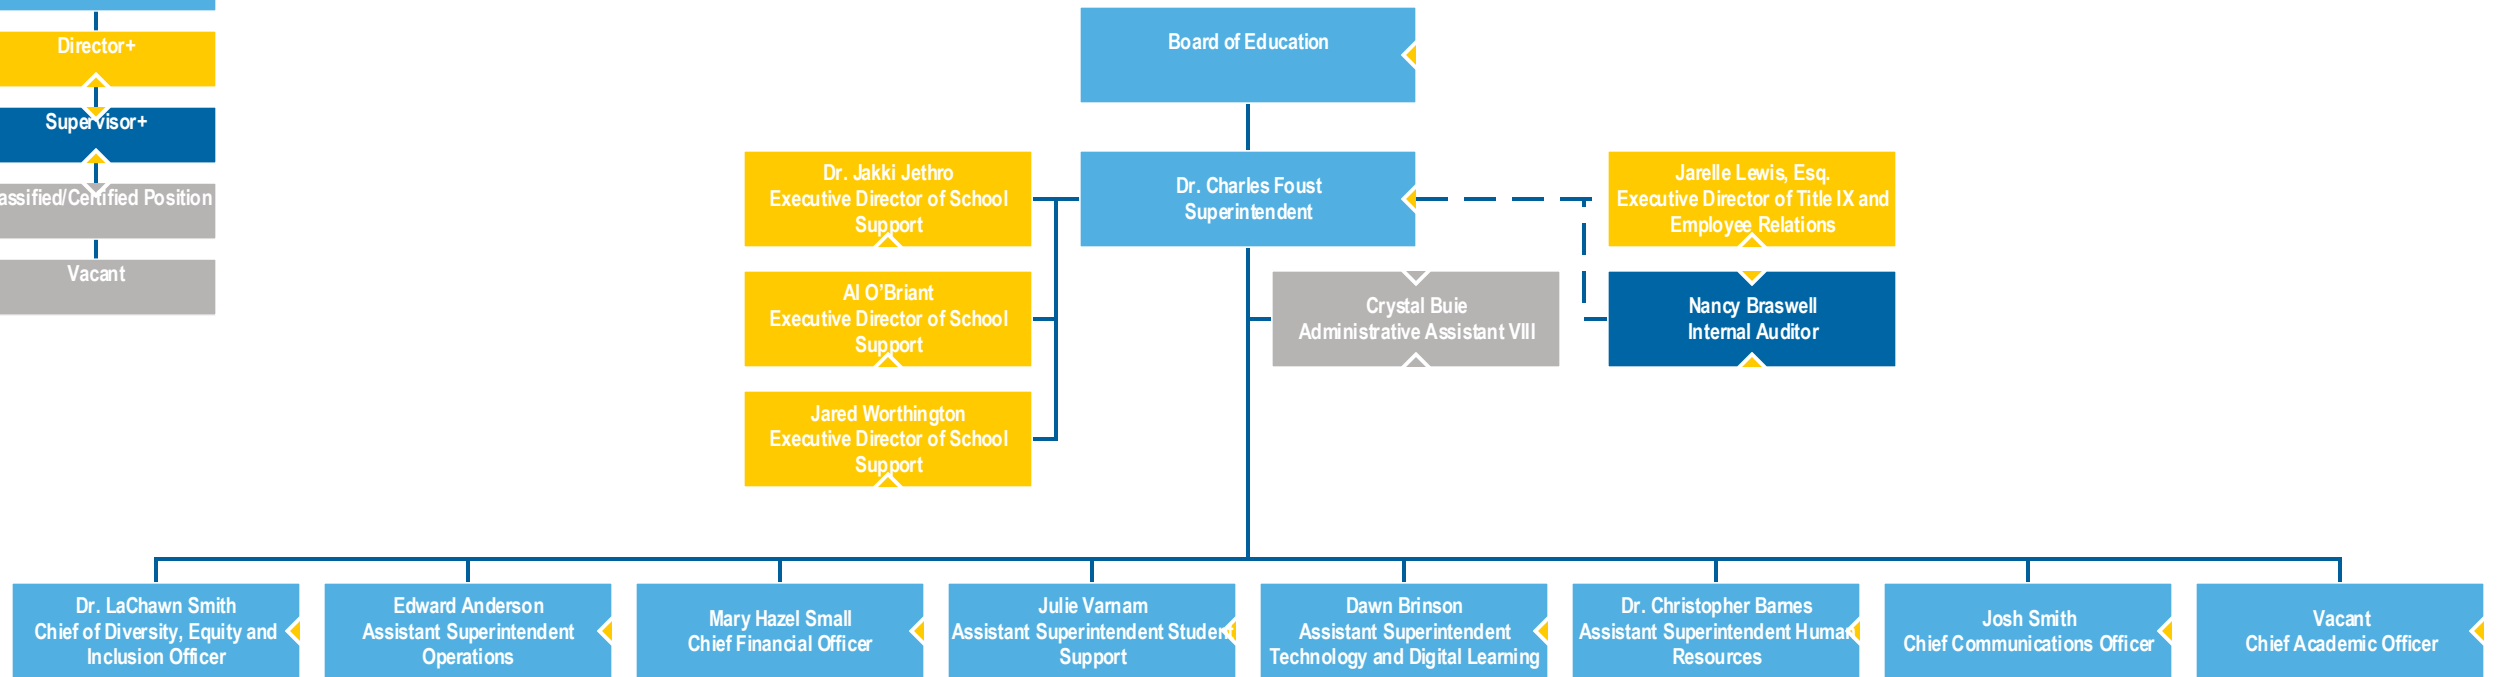 Director+
Supervisor+
assified/Certified Position
Vacant
Board of Education
Dr. Charles Foust
Superintendent
Dr. Jakki Jethro
Executive Director of School
Support
Al O'Briant
Executive Director of School
Support
Jared Worthington
Executive Director of School
Support
Crystal Buie
Administrative Assistant VIII
Jarelle Lewis, Esq.
Executive Director of Title IX and
Employee Relations
Nancy Braswell
Internal Auditor
Dr. LaChawn Smith
Chief of Diversity, Equity and
Inclusion Officer
Edward Anderson
Assistant Superintendent
Operations
Mary Hazel Small
Chief Financial Officer
Julie Varnam
Assistant Superintendent Student
Support
Dawn Brinson
Assistant Superintendent
Technology and Digital Learning
Dr. Christopher Barnes
Assistant Superintendent Human
Resources
Josh Smith
Chief Communications Officer
Vacant
Chief Academic Officer